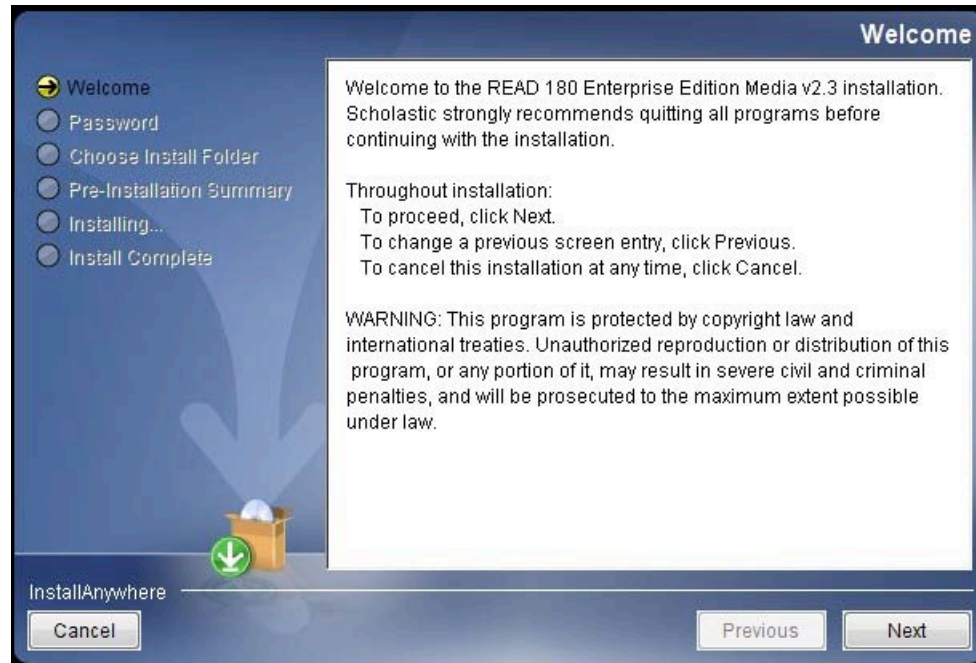 Welcome
Welcome
Password
Choose Install Folder
Pre-Installation Summary
Installing...
Install Complete
Welcome to the READ 180 Enterprise Edition Media v2.3 installation.
Scholastic strongly recommends quitting all programs before
continuing with the installation.
Throughout installation:
To proceed, click Next.
To change a previous screen entry, click Previous.
To cancel this installation at any time, click Cancel.
WARNING: This program is protected by copyright law and
international treaties. Unauthorized reproduction or distribution of this
program, or any portion of it, may result in severe civil and criminal
penalties, and will be prosecuted to the maximum extent possible
under law.
InstallAnywhere
Cancel
Previous
Next